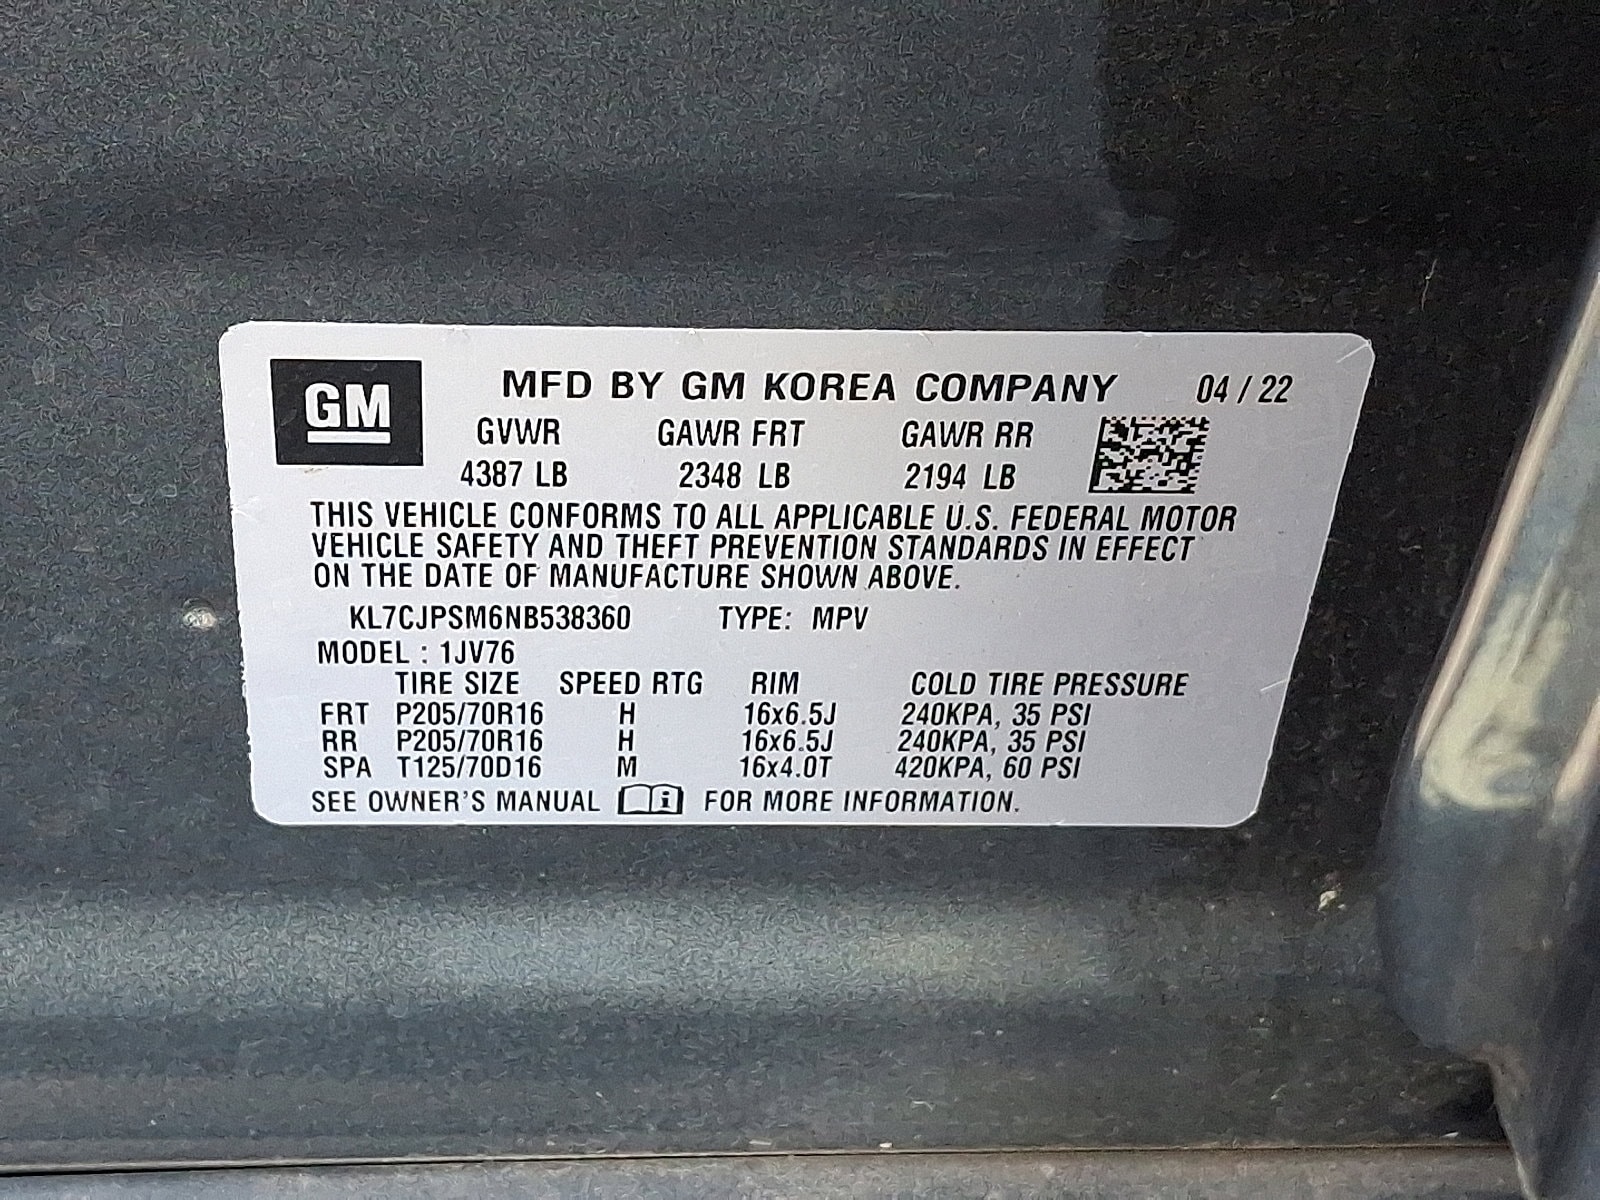 GM
MFD BY GM KOREA COMPANY 04 / 22
GVWR GAWR FRT GAWR RR
4387 LB 2348 LB 2194 LB
THIS VEHICLE CONFORMS TO ALL APPLICABLE U.S. FEDERAL MOTOR
VEHICLE SAFETY AND THEFT PREVENTION STANDARDS IN EFFECT
ON THE DATE OF MANUFACTURE SHOWN ABOVE.
KL7CJPSM6NB538360 TYPE: MPV
MODEL : 1JV76
TIRE SIZE SPEED RTG RIM COLD TIRE PRESSURE
FRT P205/70R16 H 16x6.5J 240KPA, 35 PSI
RR P205/70R16 H 16x6.5J 240KPA, 35 PSI
SPA T125/70D16 M 16x4.0T 420KPA, 60 PSI
SEE OWNER'S MANUAL i FOR MORE INFORMATION.